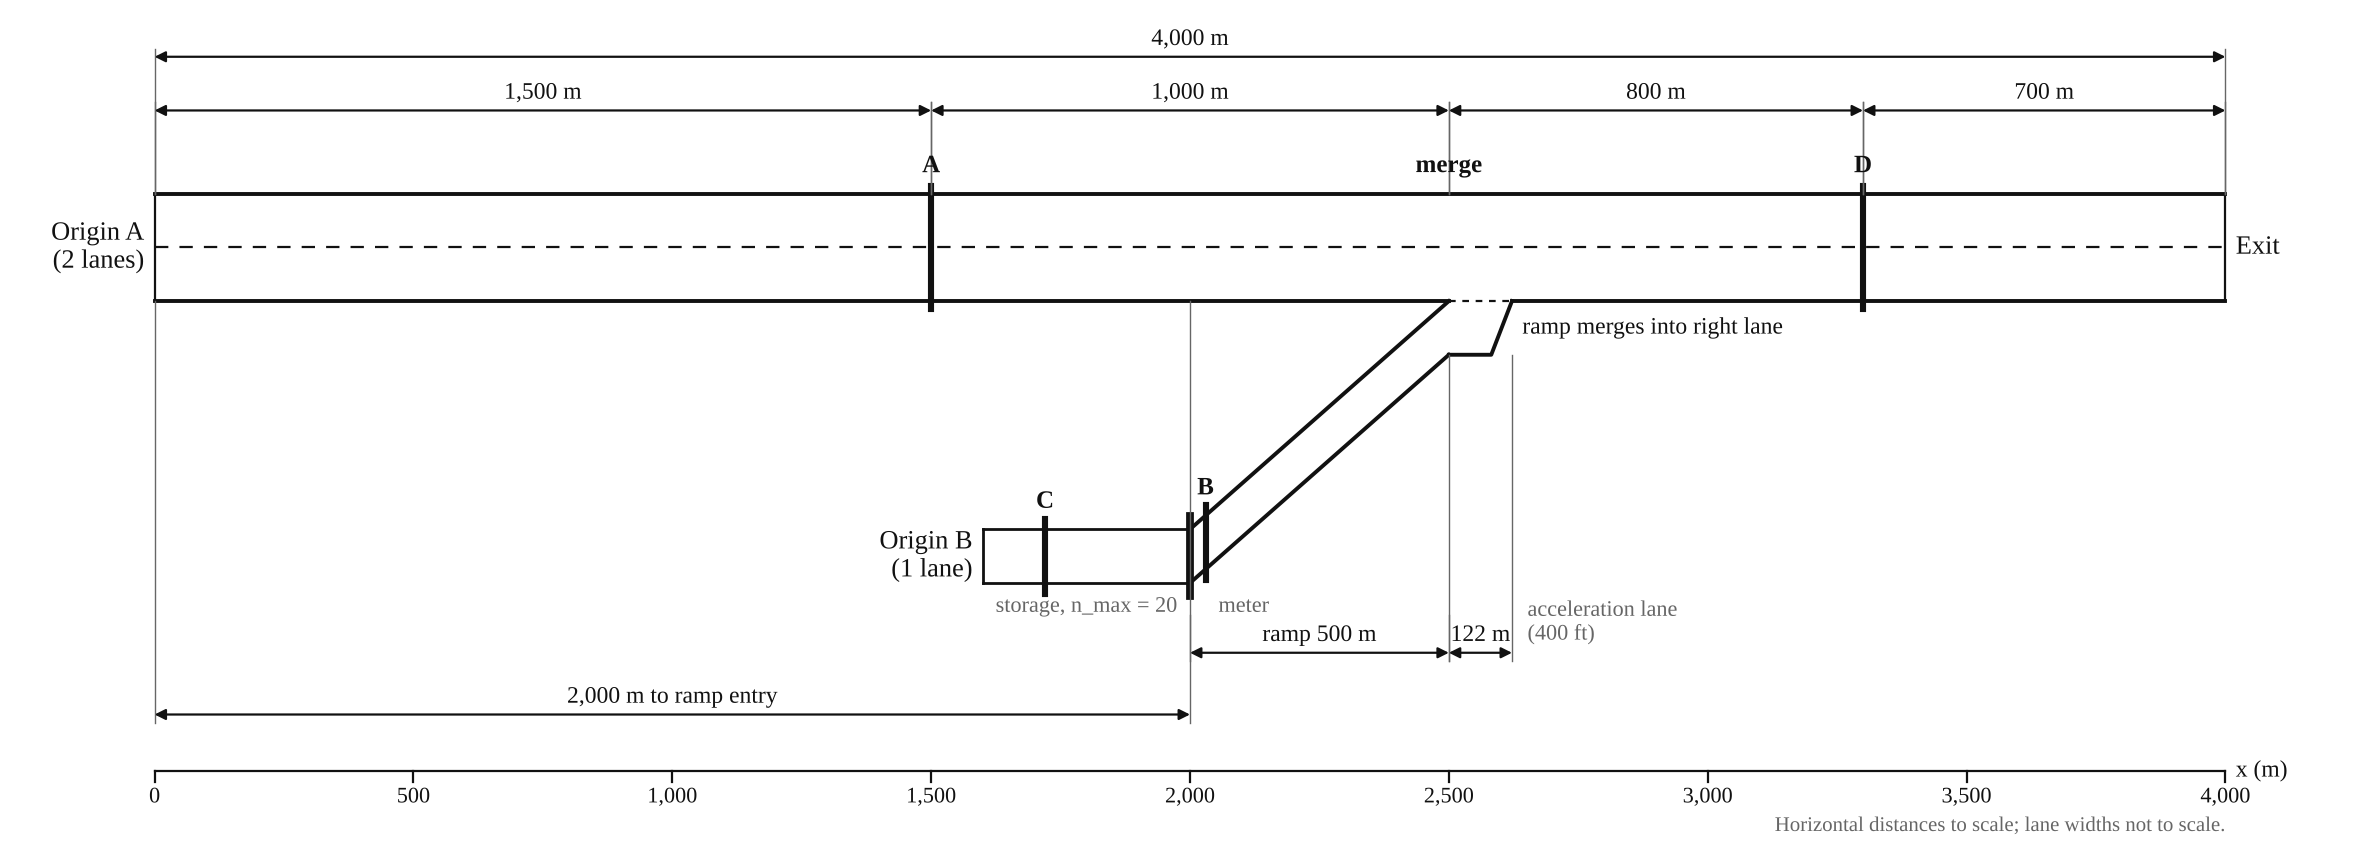 4,000 m
1,500 m
1,000 m
800 m
700 m
A
merge
D
Origin A
(2 lanes)
Exit
ramp merges into right lane
B
C
Origin B
(1 lane)
storage, n_max = 20
meter
acceleration lane
(400 ft)
ramp 500 m
122 m
2,000 m to ramp entry
x (m)
0
500
1,000
1,500
2,000
2,500
3,000
3,500
4,000
Horizontal distances to scale; lane widths not to scale.